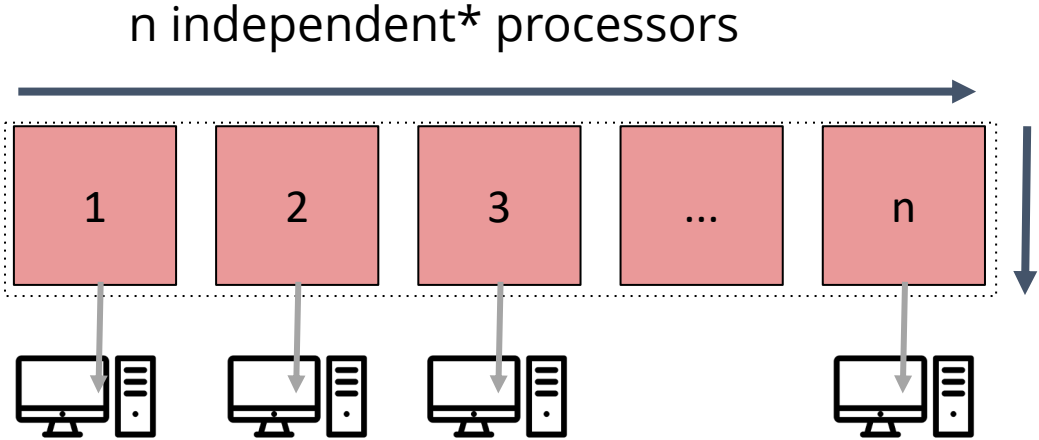 n independent* processors
1 2 3 ... n